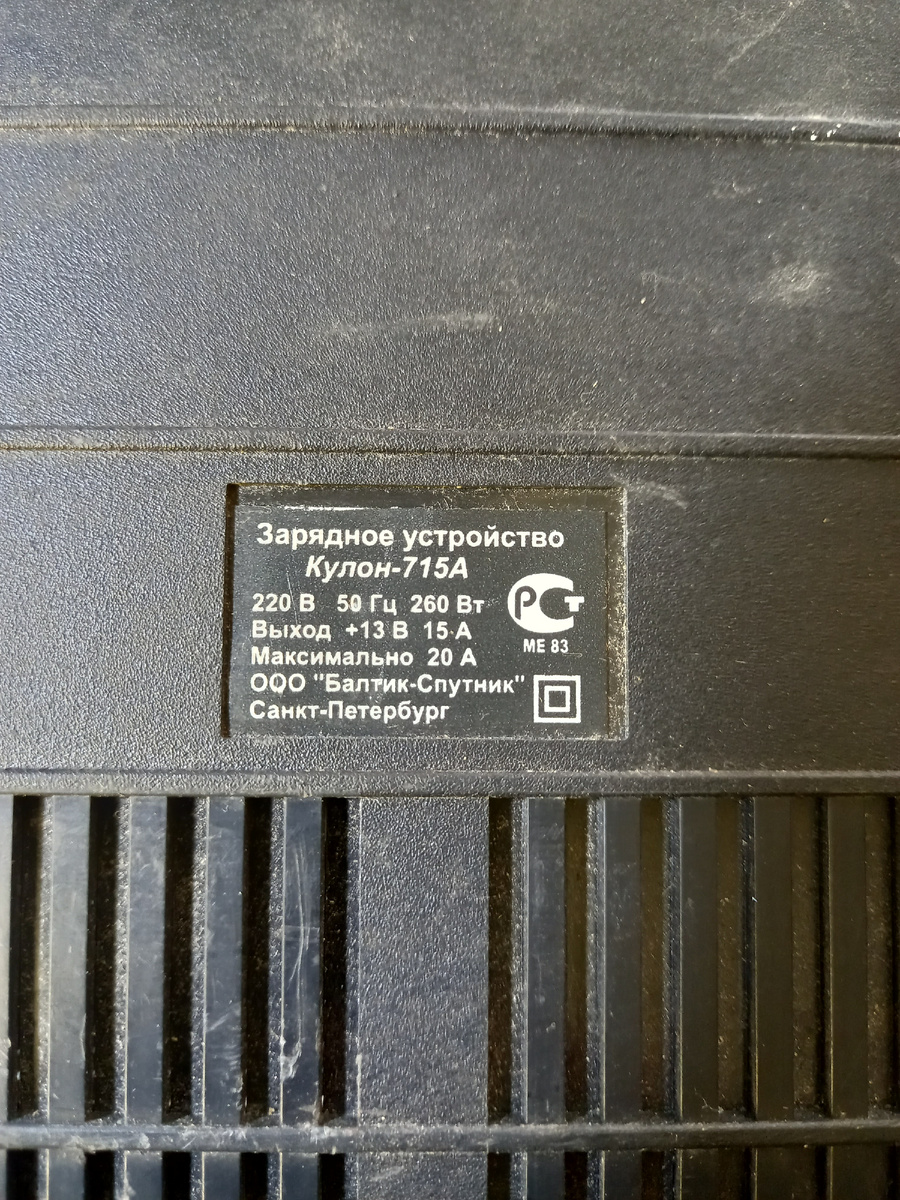 Зарядное устройство
Кулон-715А
220 В 50 Гц 260 Вт
Выход +13 В 15 А
Максимально 20 А
ООО "Балтик-Спутник"
Санкт-Петербург
РСТ
МЕ 83